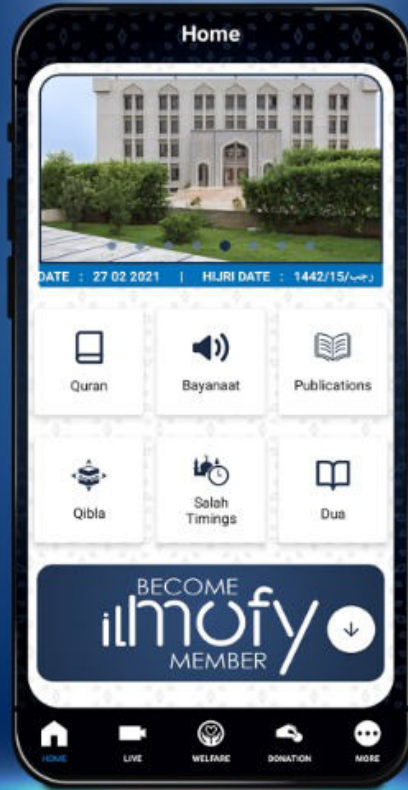 Home
DATE : 27 02 2021 | HIJRI DATE : 1442/15/رجب
Quran
Bayanaat
Publications
Qibla
Salah
Timings
Dua
BECOME
ilmofy
MEMBER
HOME
LIVE
WELFARE
DONATION
MORE